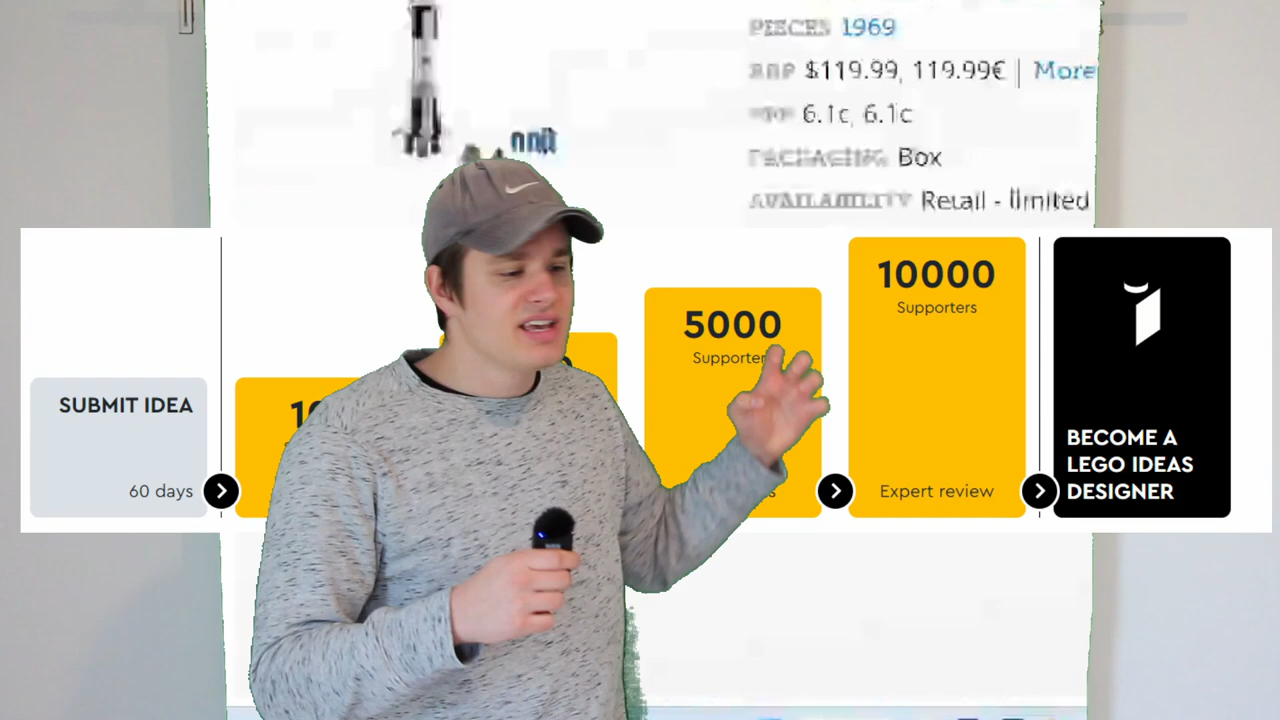 PIECES 1969
RRP $119.99, 119.99€ | More
PPP 6.1c, 6.1c
PACKAGING Box
AVAILABILITY Retail - limited
10000
Supporters
5000
Supporter
SUBMIT IDEA
BECOME A
LEGO IDEAS
DESIGNER
60 days
Expert review